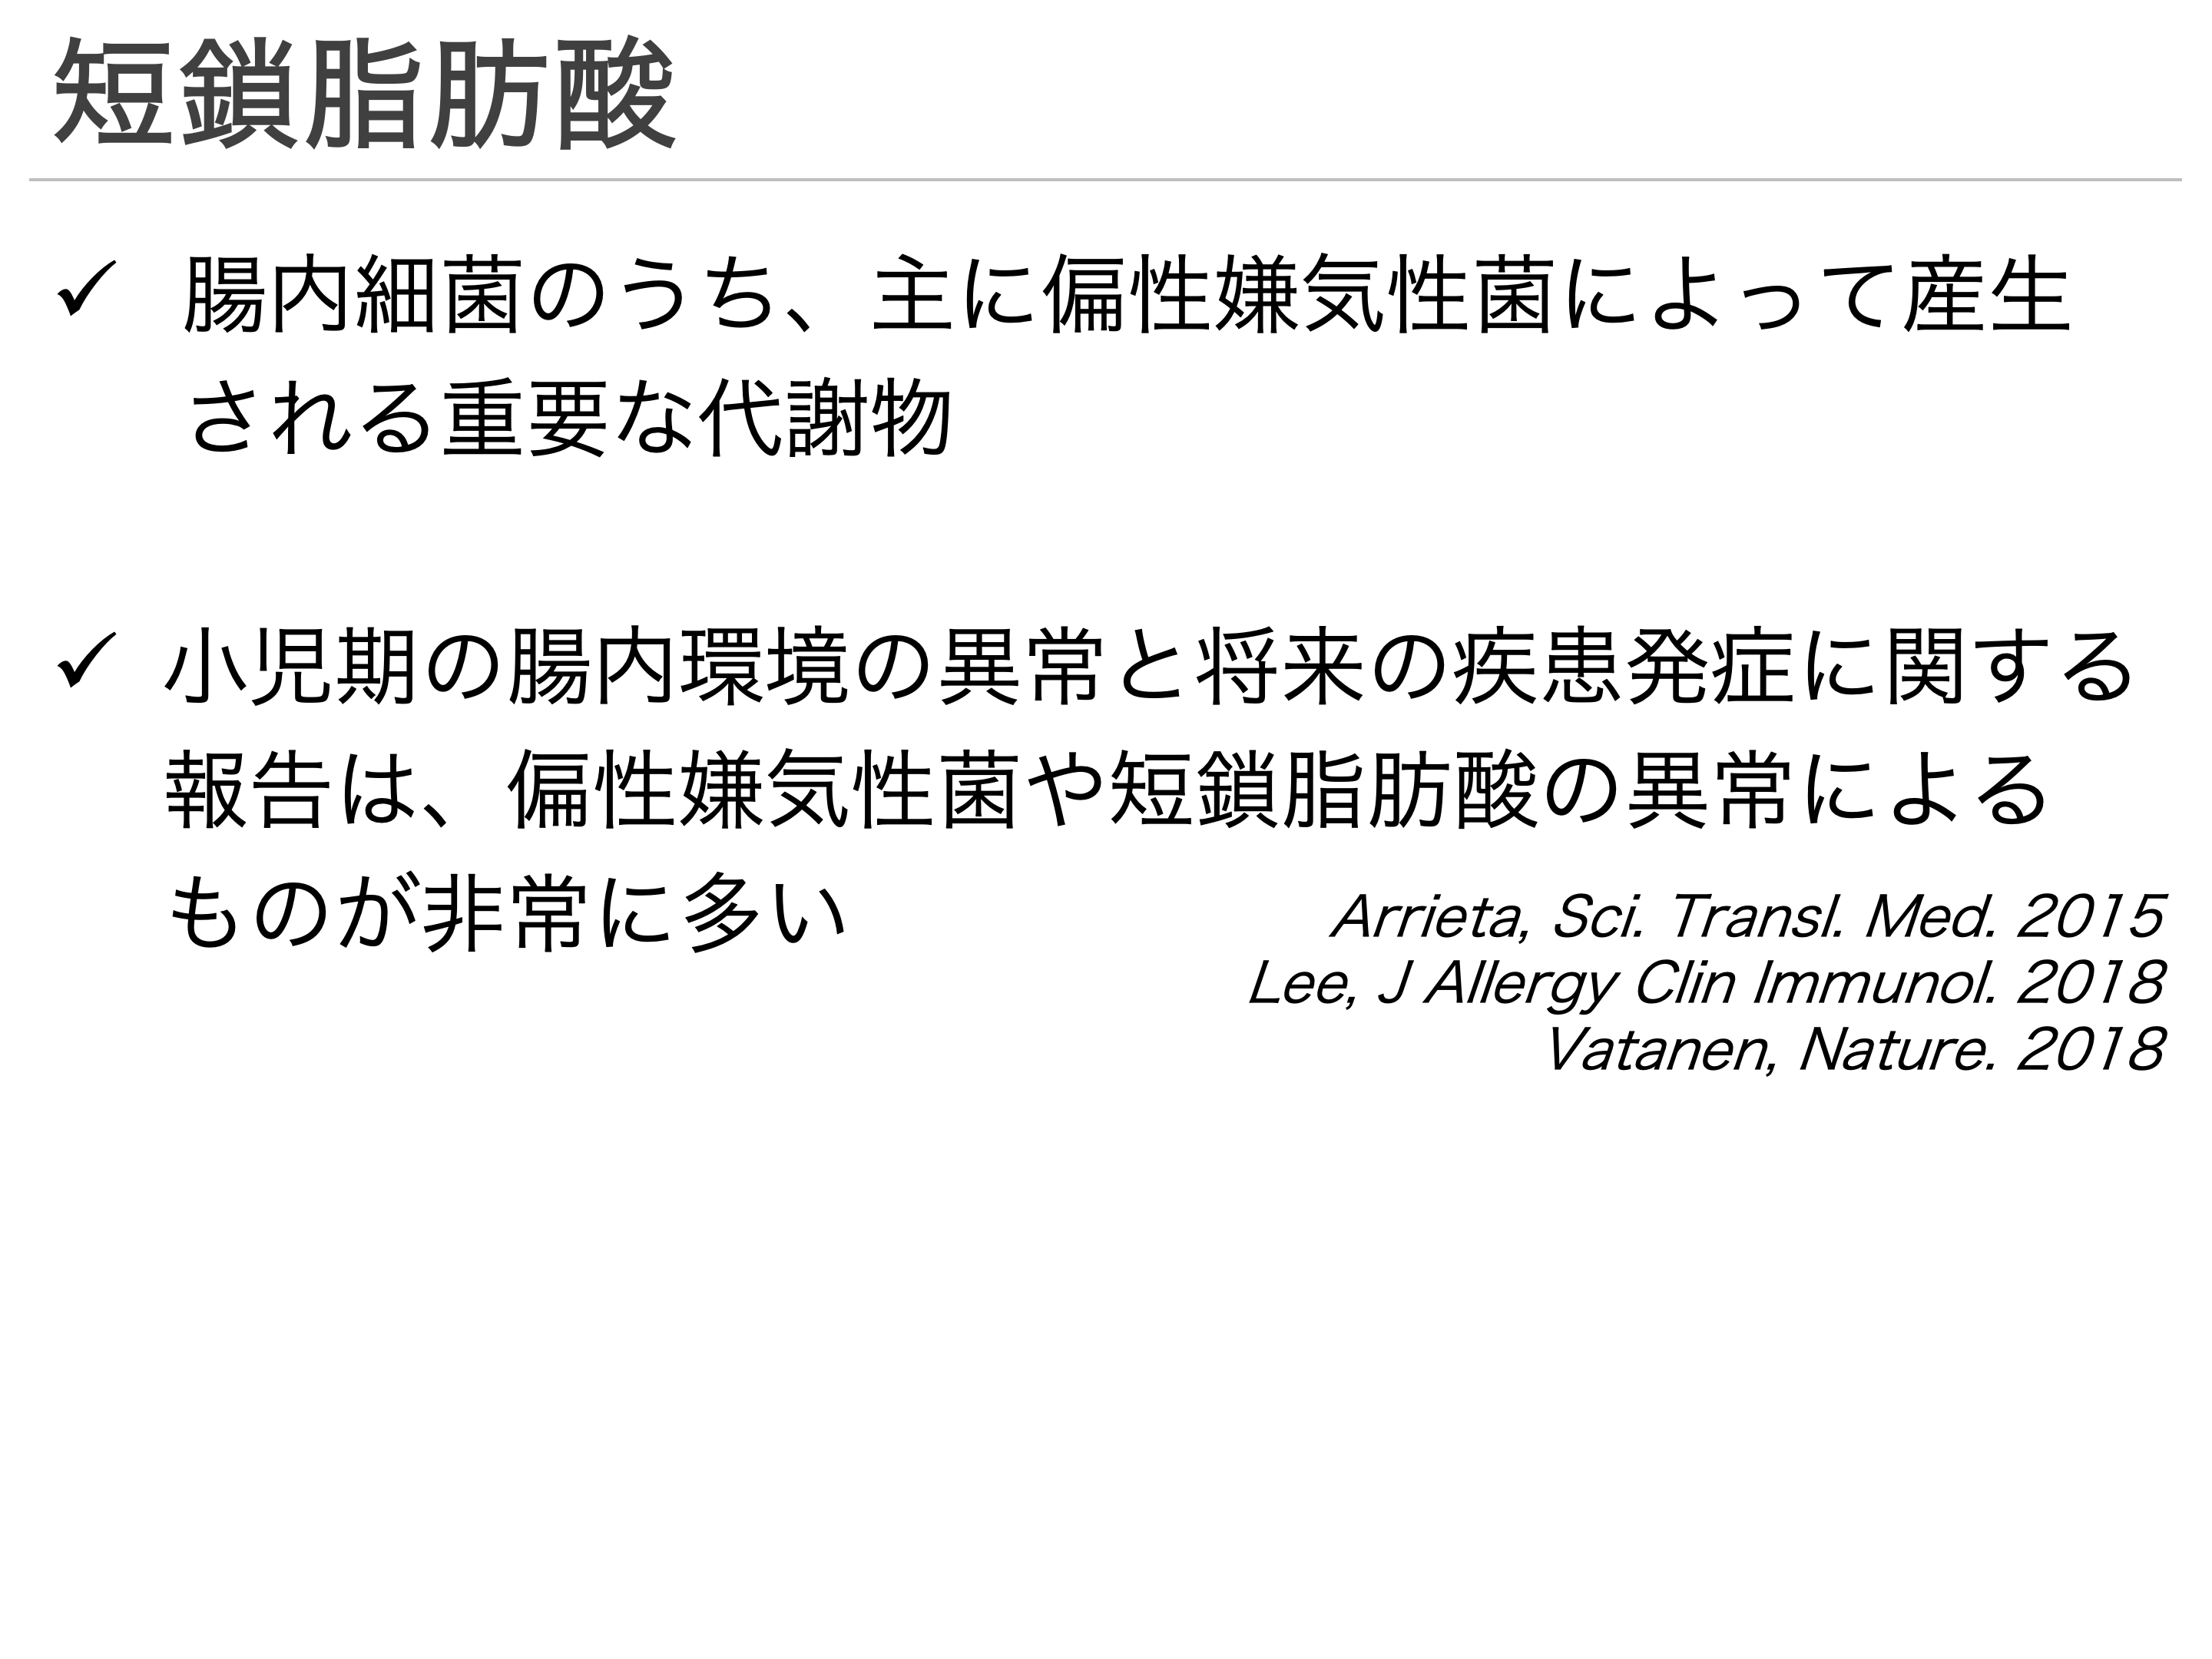 短鎖脂肪酸
✓ 腸内細菌のうち、主に偏性嫌気性菌によって産生
される重要な代謝物
✓ 小児期の腸内環境の異常と将来の疾患発症に関する
報告は、偏性嫌気性菌や短鎖脂肪酸の異常による
ものが非常に多い
Arrieta, Sci. Transl. Med. 2015
Lee, J Allergy Clin Immunol. 2018
Vatanen, Nature. 2018